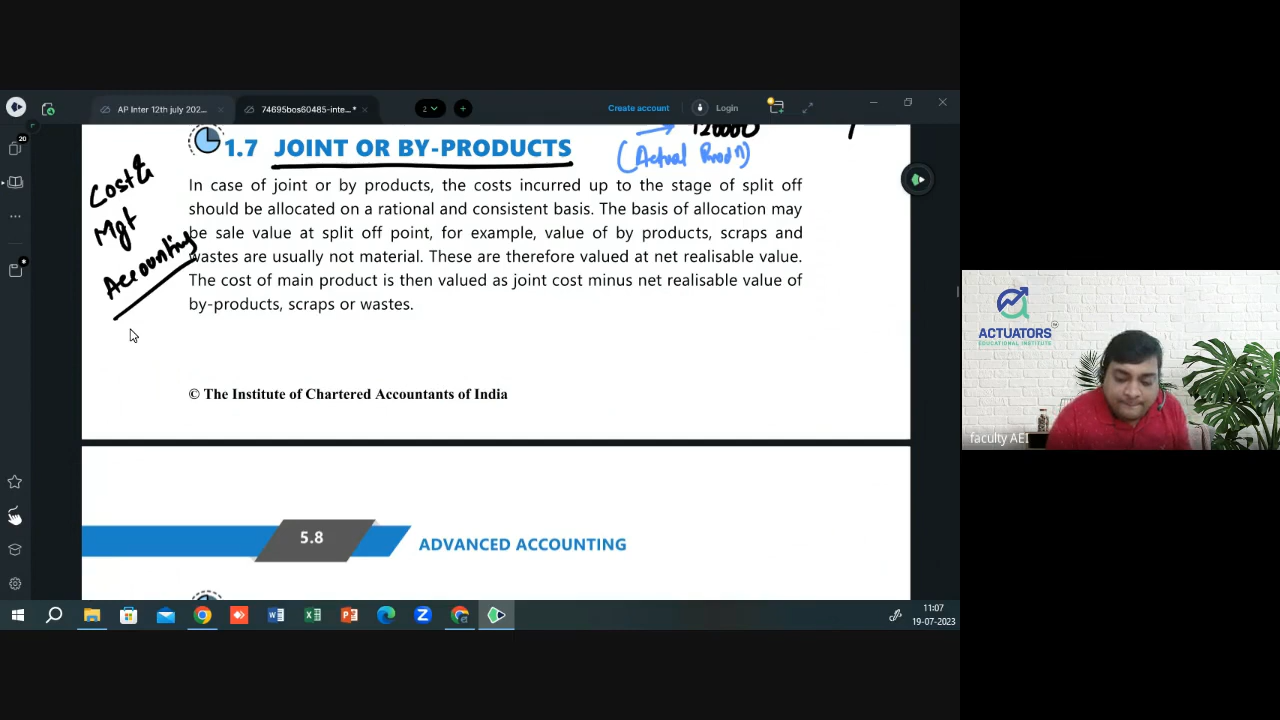 AP Inter 12th july 202...
74695bos60485-inte...*
2
Create account
Login
20
120000
(Actual Prodn)
1.7 JOINT OR BY-PRODUCTS
Cost &
Mgt
Accounting
In case of joint or by products, the costs incurred up to the stage of split off
should be allocated on a rational and consistent basis. The basis of allocation may
be sale value at split off point, for example, value of by products, scraps and
wastes are usually not material. These are therefore valued at net realisable value.
The cost of main product is then valued as joint cost minus net realisable value of
by-products, scraps or wastes.
© The Institute of Chartered Accountants of India
5.8
ADVANCED ACCOUNTING
ACTUATORS
EDUCATIONAL INSTITUTE
faculty AEI
11:07
19-07-2023